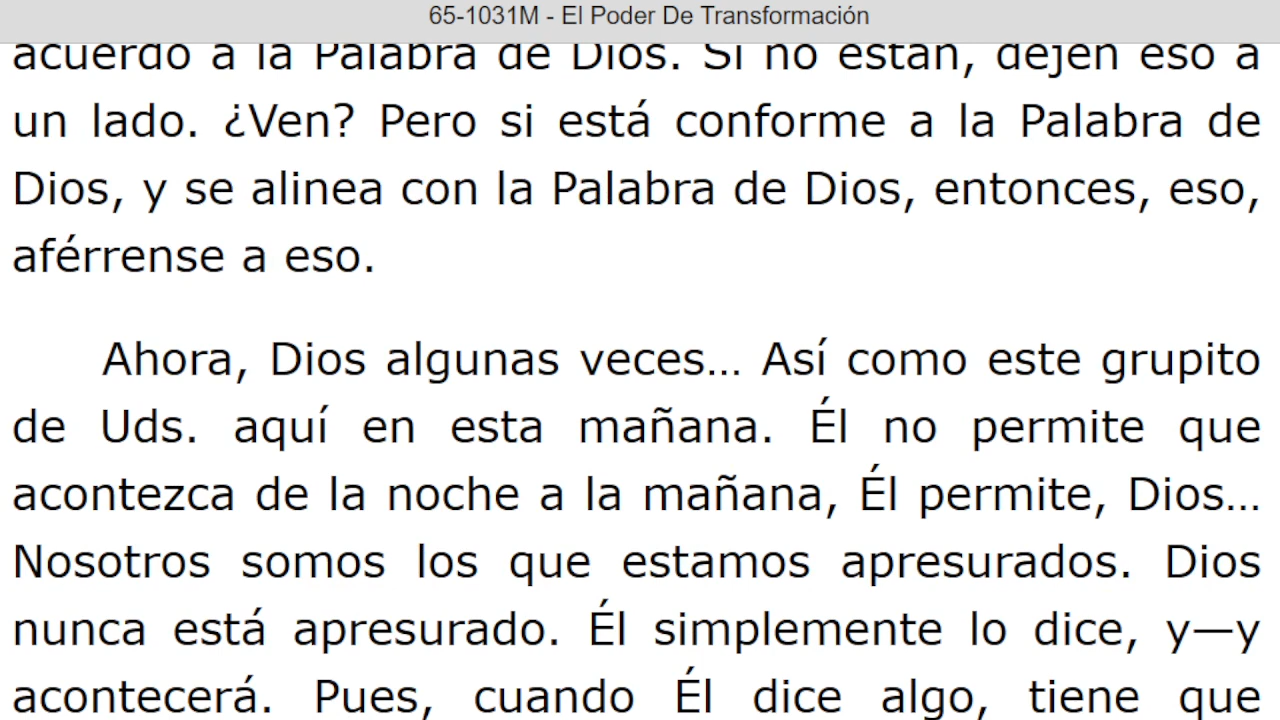 65-1031M - El Poder De Transformación
acuerdo a la Palabra de Dios. Si no están, dejen eso a
un lado. ¿Ven? Pero si está conforme a la Palabra de
Dios, y se alinea con la Palabra de Dios, entonces, eso,
aférrense a eso.
Ahora, Dios algunas veces… Así como este grupito
de Uds. aquí en esta mañana. Él no permite que
acontezca de la noche a la mañana, Él permite, Dios…
Nosotros somos los que estamos apresurados. Dios
nunca está apresurado. Él simplemente lo dice, y—y
acontecerá. Pues, cuando Él dice algo, tiene que